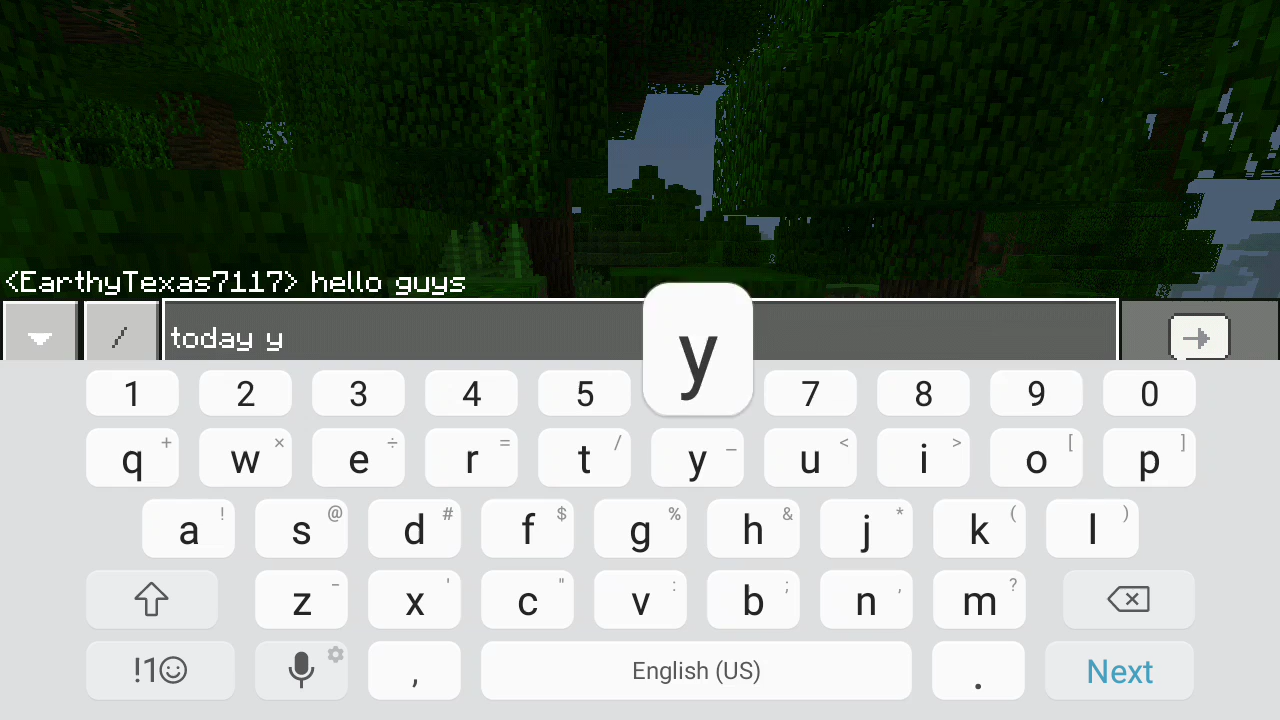 <EarthyTexas7117> hello guys
/ today y
y
1 2 3 4 5 7 8 9 0
q + w × e ÷ r = t / y _ u < i > o [ p ]
a ! s @ d # f $ g % h & j * k ( l )
z - x ' c " v : b ; n , m ?
!1☺ , English (US) . Next